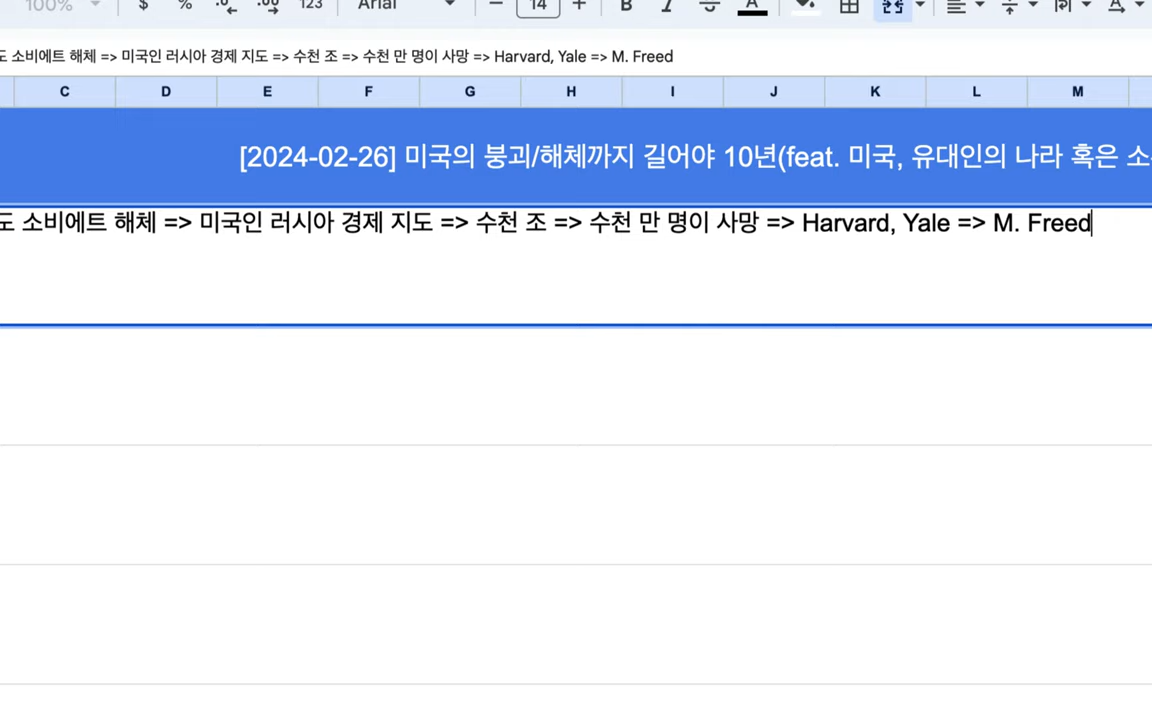 100% $ % .0 .00 123 Arial 14 B I A A
도 소비에트 해체 => 미국인 러시아 경제 지도 => 수천 조 => 수천 만 명이 사망 => Harvard, Yale => M. Freed
C D E F G H I J K L M
[2024-02-26] 미국의 붕괴/해체까지 길어야 10년(feat. 미국, 유대인의 나라 혹은
도 소비에트 해체 => 미국인 러시아 경제 지도 => 수천 조 => 수천 만 명이 사망 => Harvard, Yale => M. Freed